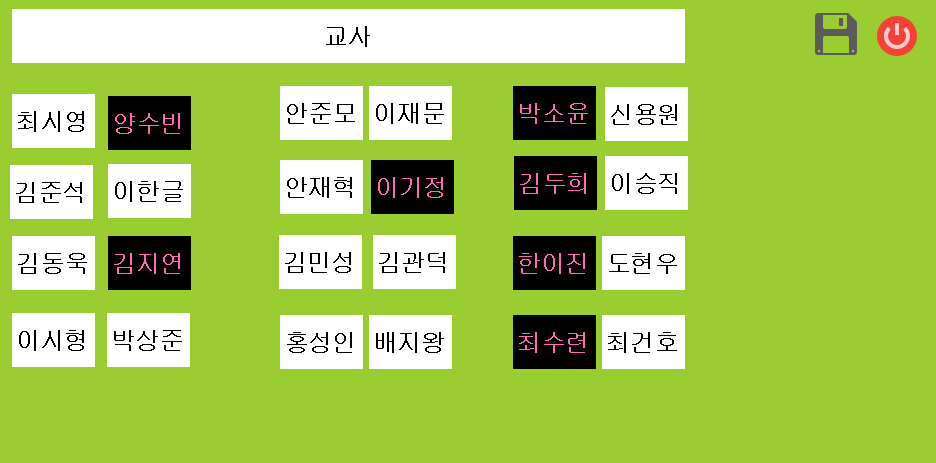 교사
최시영 양수빈 안준모 이재문 박소윤 신용원
김준석 이한글 안재혁 이기정 김두희 이승직
김동욱 김지연 김민성 김관덕 한이진 도현우
이시형 박상준 홍성인 배지왕 최수련 최건호